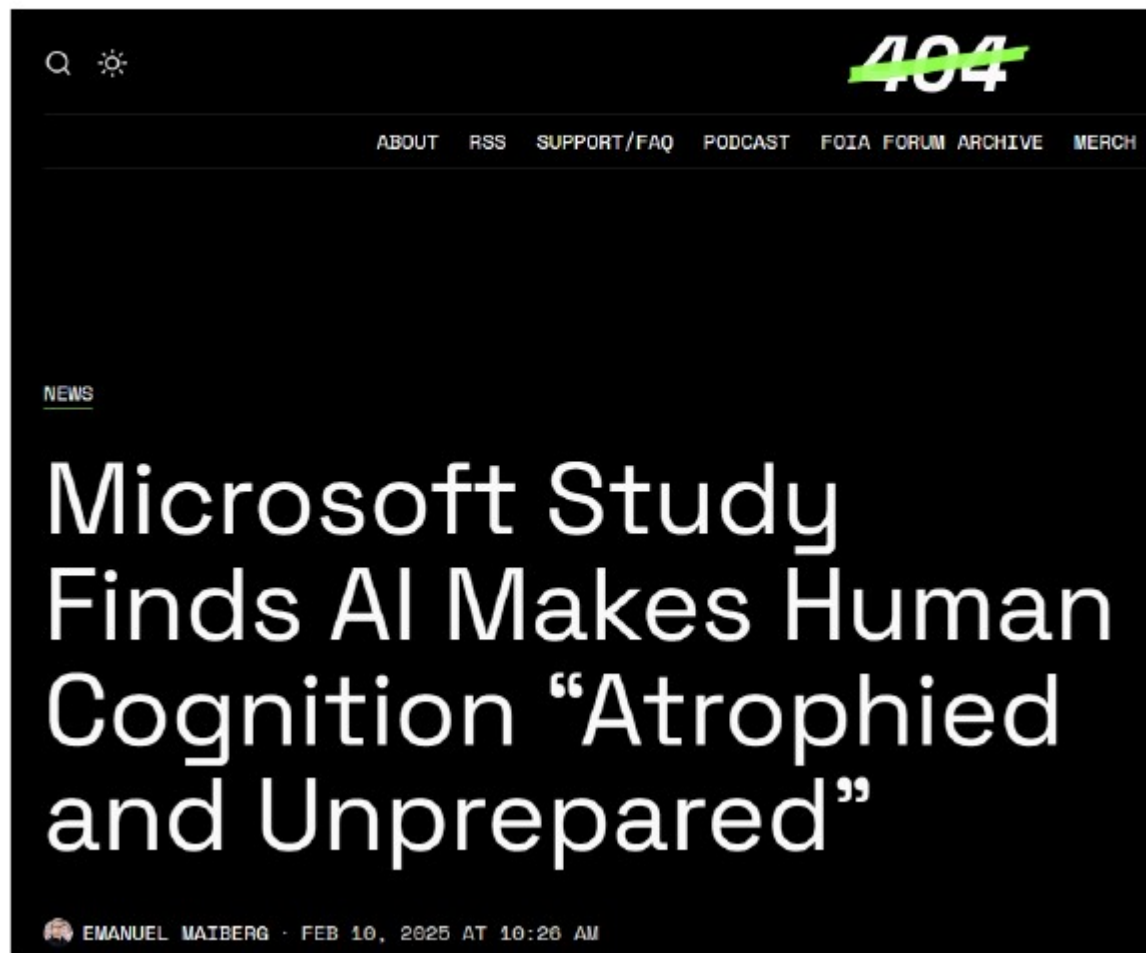 404
ABOUT RSS SUPPORT/FAQ PODCAST FOIA FORUM ARCHIVE MERCH
NEWS
Microsoft Study
Finds AI Makes Human
Cognition “Atrophied
and Unprepared”
EMANUEL MAIBERG · FEB 10, 2025 AT 10:26 AM